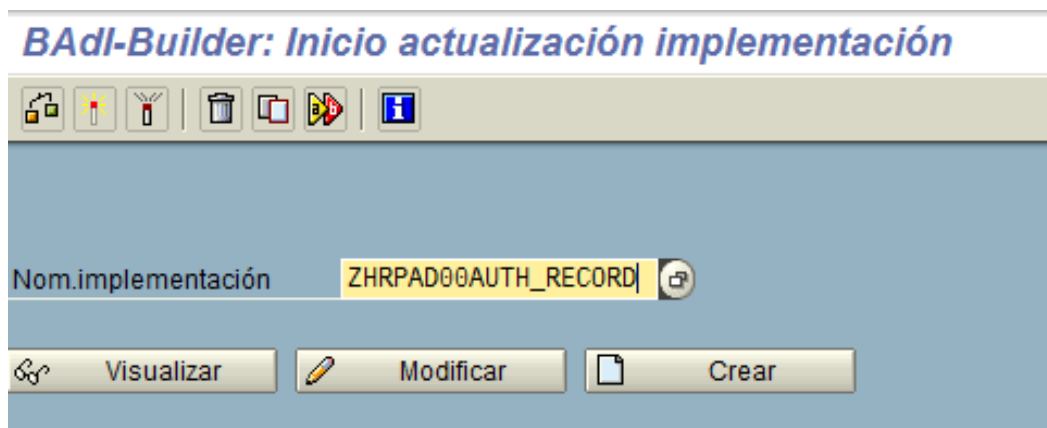 BAdI-Builder: Inicio actualización implementación
Nom.implementación ZHRPAD00AUTH_RECORD
Visualizar Modificar Crear